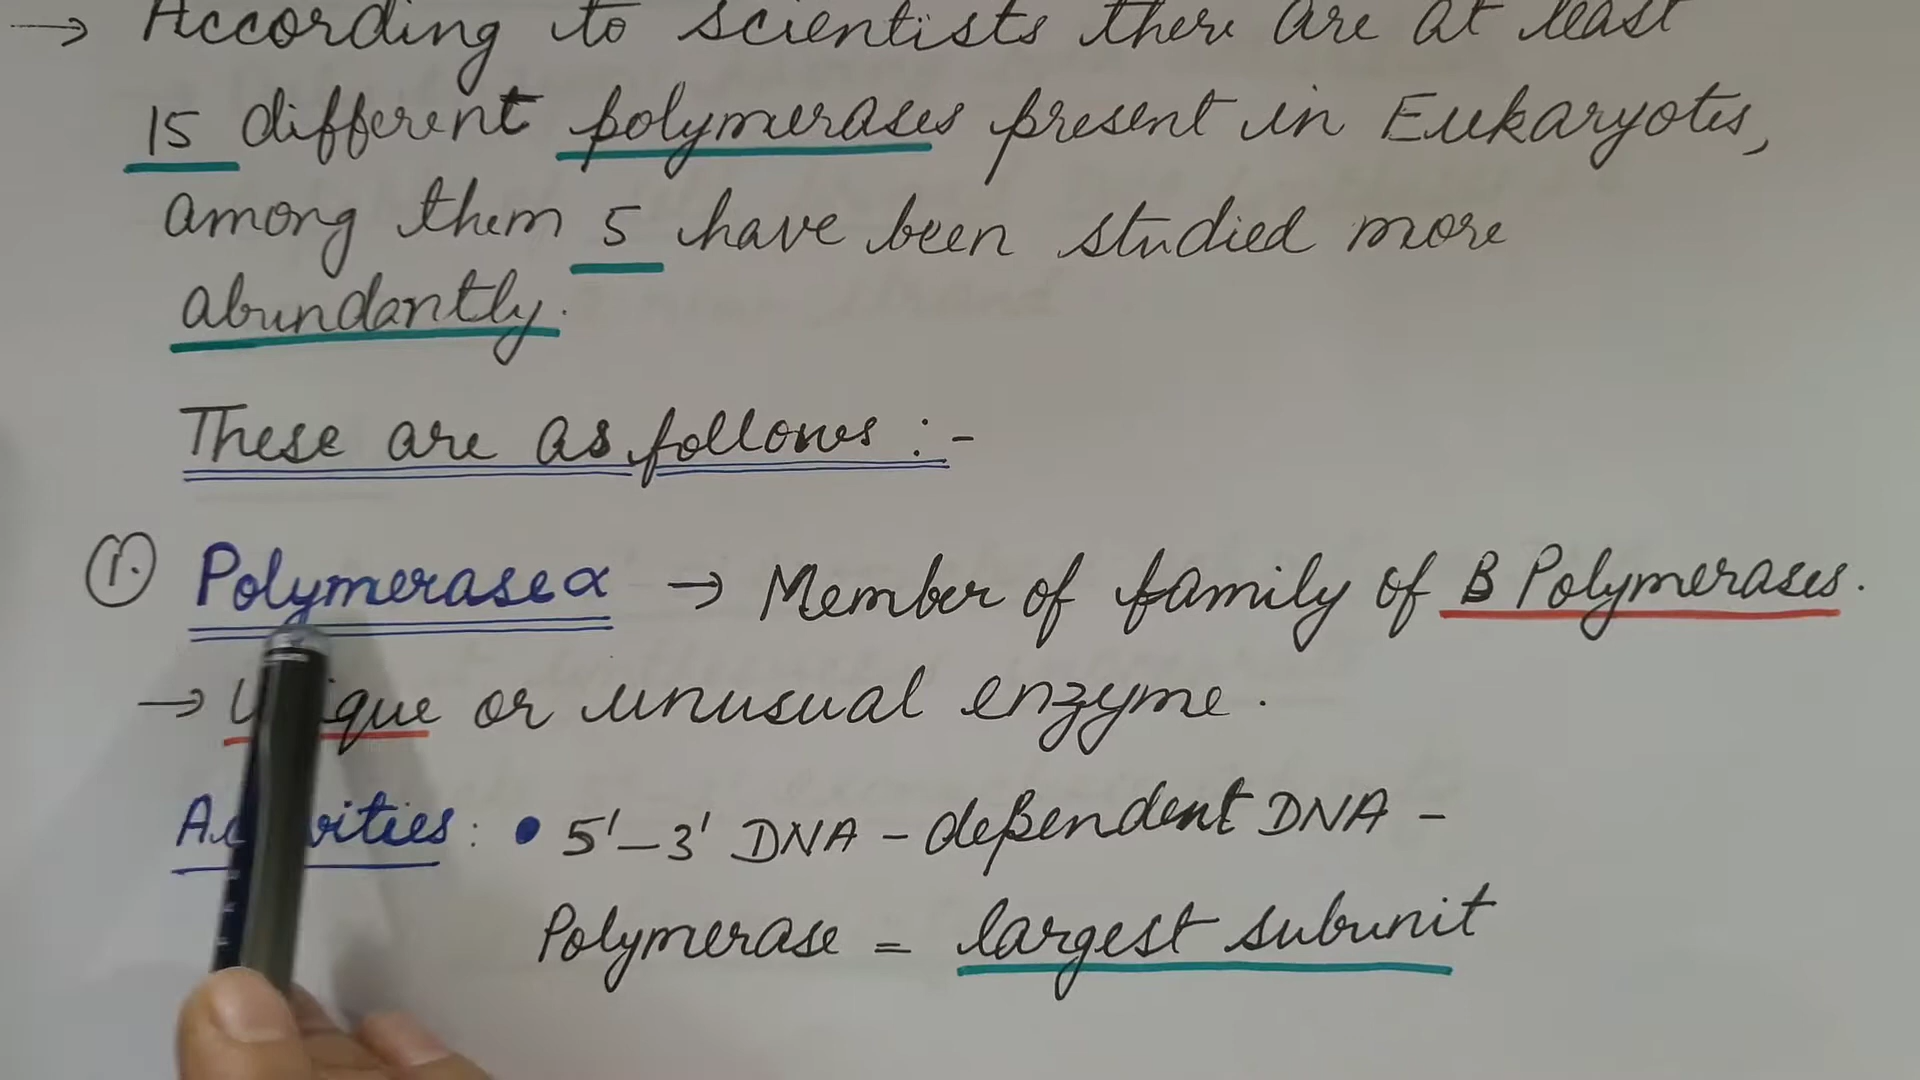 → According to scientists there are at least
15 different polymerases present in Eukaryotes,
among them 5 have been studied more
abundantly.
These are as follows :-
1. Polymerase α → Member of family of B Polymerases.
→ or unusual enzyme.
: • 5'-3' DNA-dependent DNA-
Polymerase = largest subunit